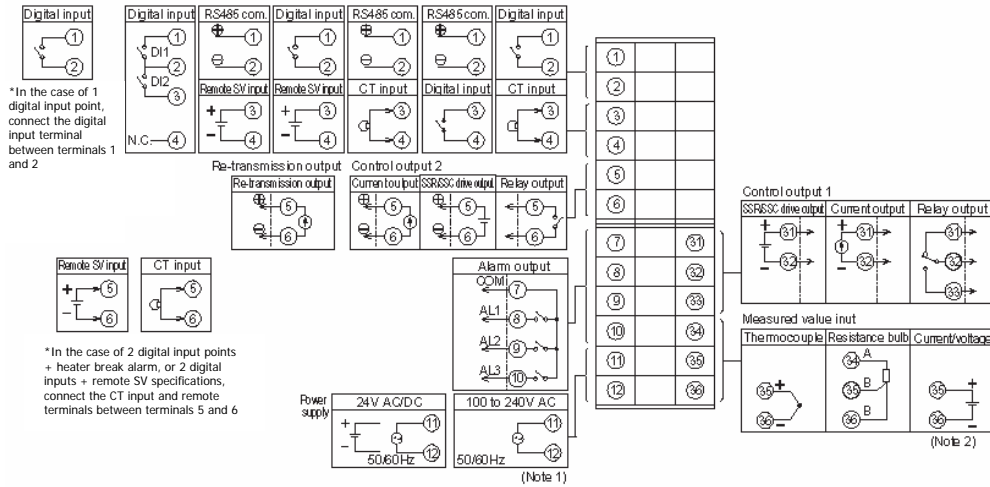 Digital input
1
2
*In the case of 1
digital input point,
connect the digital
input terminal
between terminals 1
and 2
Digital input
1
DI1
2
DI2
3
N.C.
4
RS485 com.
⊕
1
⊖
2
Remote SV input
+
3
−
4
Digital input
1
2
Remote SV input
+
3
−
4
RS485 com.
⊕
1
⊖
2
CT input
3
4
RS485 com.
⊕
1
⊖
2
Digital input
3
4
Digital input
1
2
CT input
3
4
Re-transmission output
Re-transmission output
⊕
5
⊖
6
Control output 2
Current toulput
⊕
5
⊖
6
SSR/SSC drive output
⊕
5
⊖
6
Relay output
5
6
Remote SV input
+
5
−
6
CT input
5
6
*In the case of 2 digital input points
+ heater break alarm, or 2 digital
inputs + remote SV specifications,
connect the CT input and remote
terminals between terminals 5 and 6
Alarm output
COM
7
AL1
8
AL2
9
AL3
10
Power
supply
24V AC/DC
+
−
11
12
50/60Hz
100 to 240V AC
11
12
50/60Hz
(Note 1)
1
2
3
4
5
6
7
31
8
32
9
33
10
34
11
35
12
36
Control output 1
SSR/SSC drive output
+
31
−
32
Current output
+
31
−
32
Relay output
31
32
33
Measured value inut
Thermocouple
35
+
36
−
Resistance bulb
34
A
35
B
36
B
Current/voltage
35
+
36
−
(Note 2)